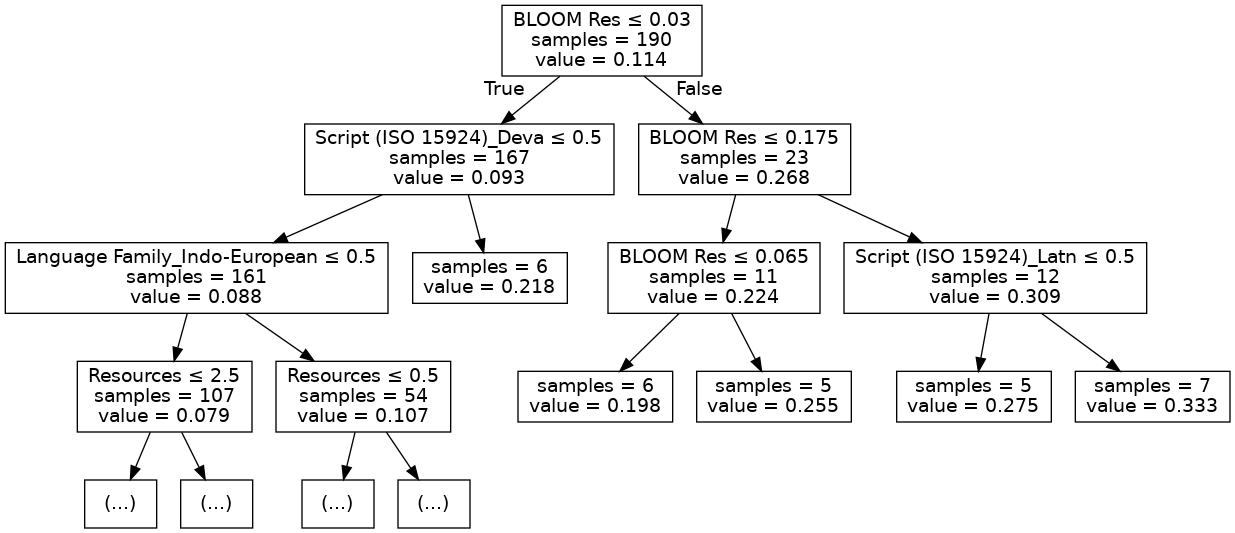 BLOOM Res ≤ 0.03
samples = 190
value = 0.114
True
False
Script (ISO 15924)_Deva ≤ 0.5
samples = 167
value = 0.093
BLOOM Res ≤ 0.175
samples = 23
value = 0.268
Language Family_Indo-European ≤ 0.5
samples = 161
value = 0.088
samples = 6
value = 0.218
BLOOM Res ≤ 0.065
samples = 11
value = 0.224
Script (ISO 15924)_Latn ≤ 0.5
samples = 12
value = 0.309
Resources ≤ 2.5
samples = 107
value = 0.079
Resources ≤ 0.5
samples = 54
value = 0.107
samples = 6
value = 0.198
samples = 5
value = 0.255
samples = 5
value = 0.275
samples = 7
value = 0.333
(...)
(...)
(...)
(...)